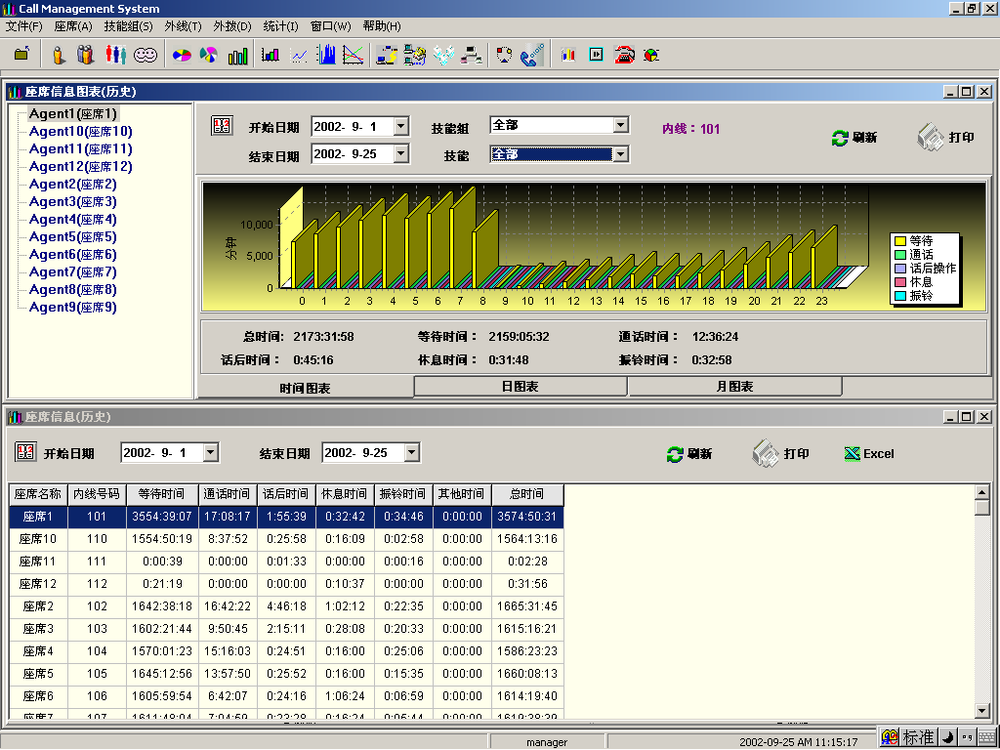 Call Management System
文件(F) 座席(A) 技能组(S) 外线(T) 外拨(D) 统计(I) 窗口(W) 帮助(H)
座席信息图表(历史)
Agent1(座席1)
Agent10(座席10)
Agent11(座席11)
Agent12(座席12)
Agent2(座席2)
Agent3(座席3)
Agent4(座席4)
Agent5(座席5)
Agent6(座席6)
Agent7(座席7)
Agent8(座席8)
Agent9(座席9)
开始日期 2002- 9- 1 技能组 全部 内线：101 刷新 打印
结束日期 2002- 9-25 技能 全部
分钟
10,000
5,000
0
0 1 2 3 4 5 6 7 8 9 10 11 12 13 14 15 16 17 18 19 20 21 22 23
等待
通话
话后操作
休息
振铃
总时间: 2173:31:58 等待时间： 2159:05:32 通话时间： 12:36:24
话后时间： 0:45:16 休息时间： 0:31:48 振铃时间： 0:32:58
时间图表 日图表 月图表
座席信息(历史)
开始日期 2002- 9- 1 结束日期 2002- 9-25 刷新 打印 Excel
座席名称 内线号码 等待时间 通话时间 话后时间 休息时间 振铃时间 其他时间 总时间
座席1 101 3554:39:07 17:08:17 1:55:39 0:32:42 0:34:46 0:00:00 3574:50:31
座席10 110 1554:50:19 8:37:52 0:25:58 0:16:09 0:02:58 0:00:00 1564:13:16
座席11 111 0:00:39 0:00:00 0:01:33 0:00:00 0:00:16 0:00:00 0:02:28
座席12 112 0:21:19 0:00:00 0:00:00 0:10:37 0:00:00 0:00:00 0:31:56
座席2 102 1642:38:18 16:42:22 4:46:18 1:02:12 0:22:35 0:00:00 1665:31:45
座席3 103 1602:21:44 9:50:45 2:15:11 0:28:08 0:20:33 0:00:00 1615:16:21
座席4 104 1570:01:23 15:16:03 0:24:51 0:16:00 0:25:06 0:00:00 1586:23:23
座席5 105 1645:12:56 13:57:50 0:25:52 0:16:00 0:15:35 0:00:00 1660:08:13
座席6 106 1605:59:54 6:42:07 0:24:16 1:06:24 0:06:59 0:00:00 1614:19:40
座席7 107 1611:48:04 7:04:59 0:23:28 0:16:24 0:05:44 0:00:00 1619:38:39
manager 2002-09-25 AM 11:15:17 标准